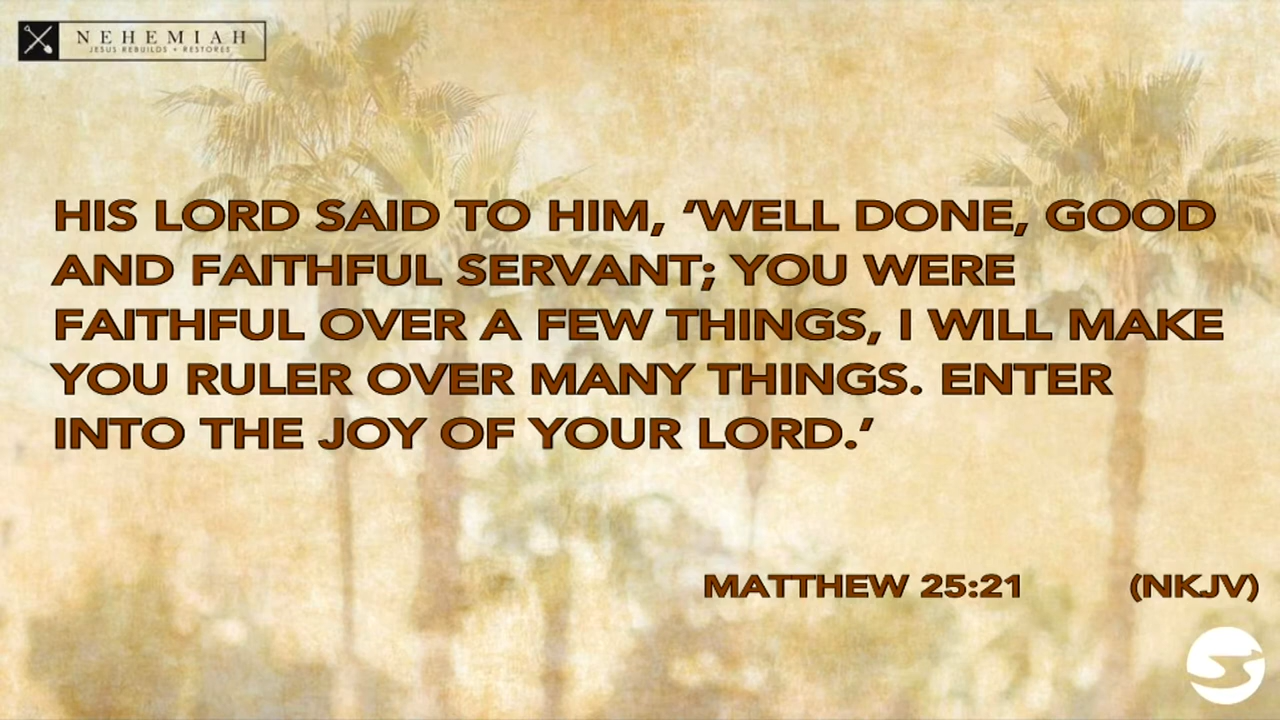 NEHEMIAH
JESUS REBUILDS + RESTORES
HIS LORD SAID TO HIM, ‘WELL DONE, GOOD
AND FAITHFUL SERVANT; YOU WERE
FAITHFUL OVER A FEW THINGS, I WILL MAKE
YOU RULER OVER MANY THINGS. ENTER
INTO THE JOY OF YOUR LORD.’
MATTHEW 25:21 (NKJV)